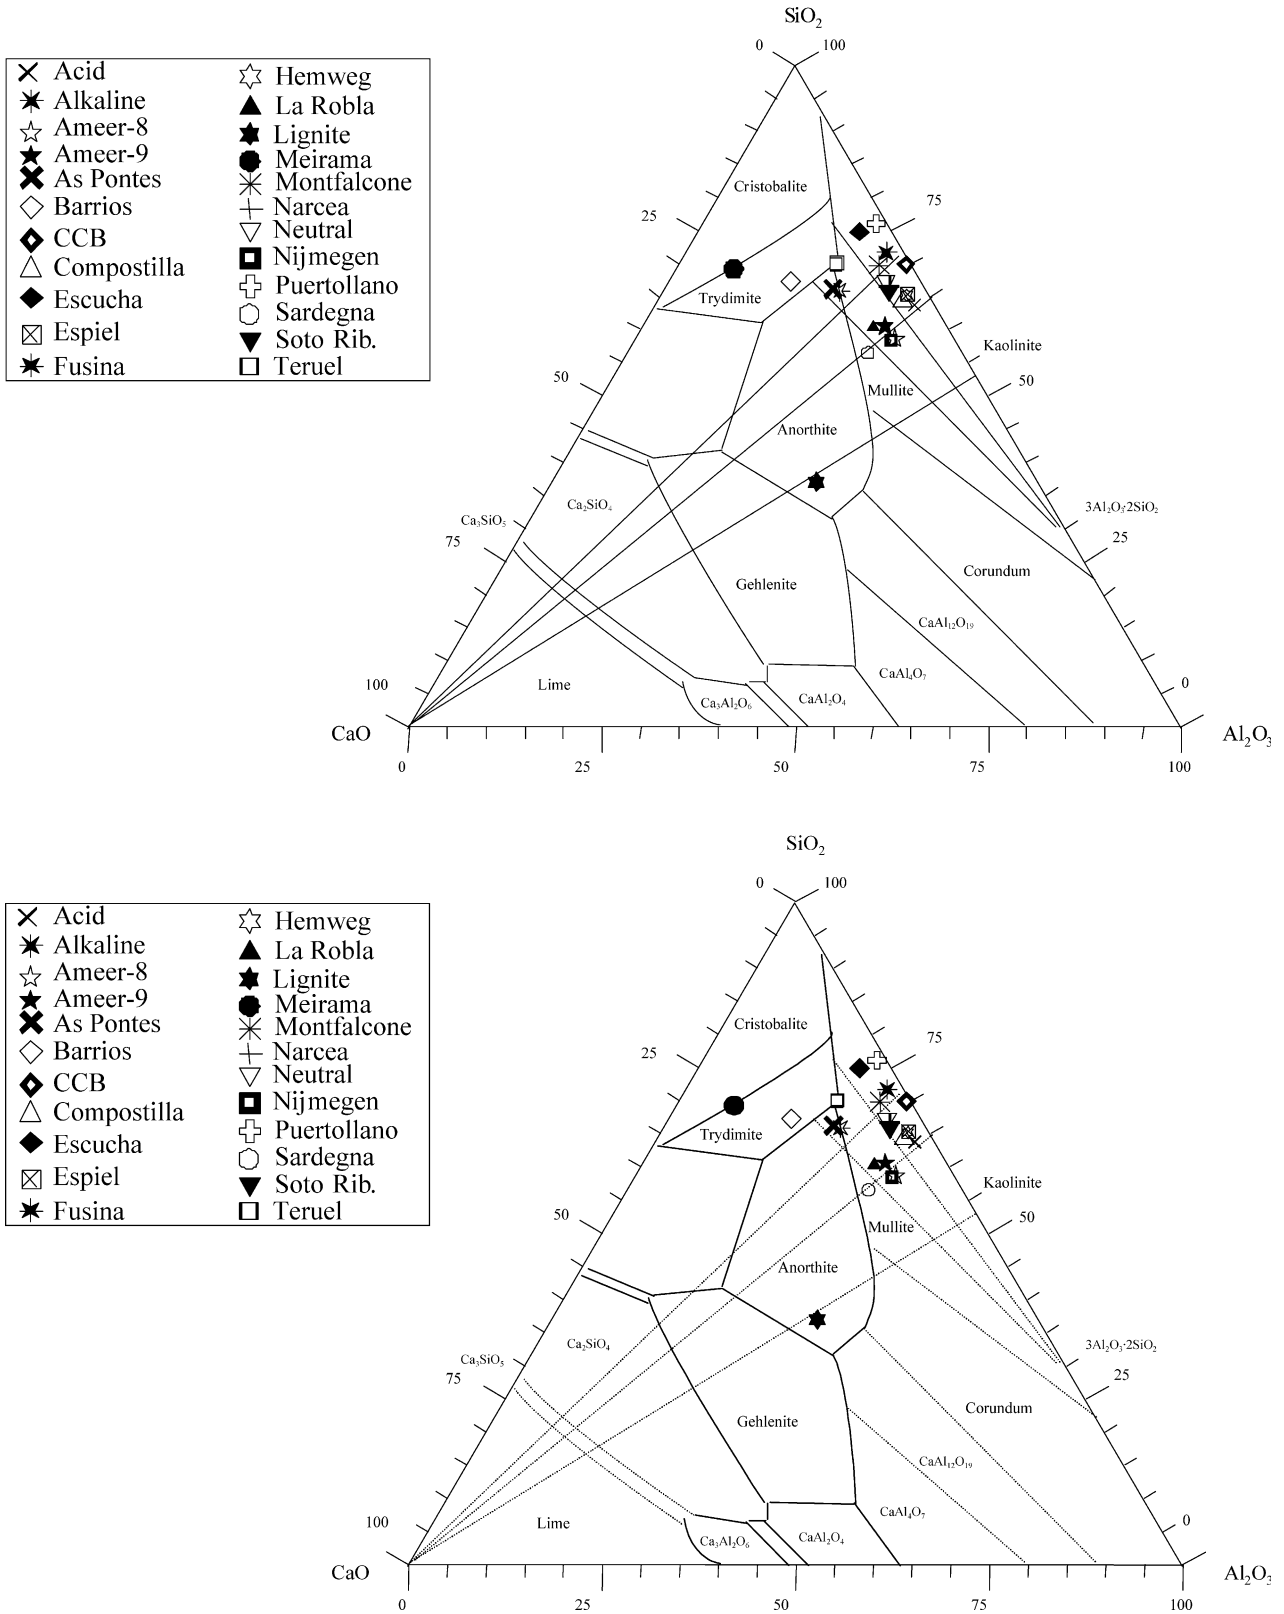 SiO₂
0 100
Acid
Alkaline
Ameer-8
Ameer-9
As Pontes
Barrios
CCB
Compostilla
Escucha
Espiel
Fusina
Hemweg
La Robla
Lignite
Meirama
Montfalcone
Narcea
Neutral
Nijmegen
Puertollano
Sardegna
Soto Rib.
Teruel
Cristobalite
75
25
Trydimite
Kaolinite
50
50
Mullite
Anorthite
Ca₂SiO₄
Ca₃SiO₅
3Al₂O₃·2SiO₂
75
25
Gehlenite
Corundum
CaAl₁₂O₁₉
CaAl₄O₇
100
Lime
0
Ca₃Al₂O₆
CaAl₂O₄
CaO
Al₂O₃
0 25 50 75 100
SiO₂
0 100
Acid
Alkaline
Ameer-8
Ameer-9
As Pontes
Barrios
CCB
Compostilla
Escucha
Espiel
Fusina
Hemweg
La Robla
Lignite
Meirama
Montfalcone
Narcea
Neutral
Nijmegen
Puertollano
Sardegna
Soto Rib.
Teruel
Cristobalite
75
25
Trydimite
Kaolinite
50
50
Mullite
Anorthite
Ca₂SiO₄
Ca₃SiO₅
3Al₂O₃·2SiO₂
75
25
Gehlenite
Corundum
CaAl₁₂O₁₉
CaAl₄O₇
100
Lime
0
Ca₃Al₂O₆
CaAl₂O₄
CaO
Al₂O₃
0 25 50 75 100